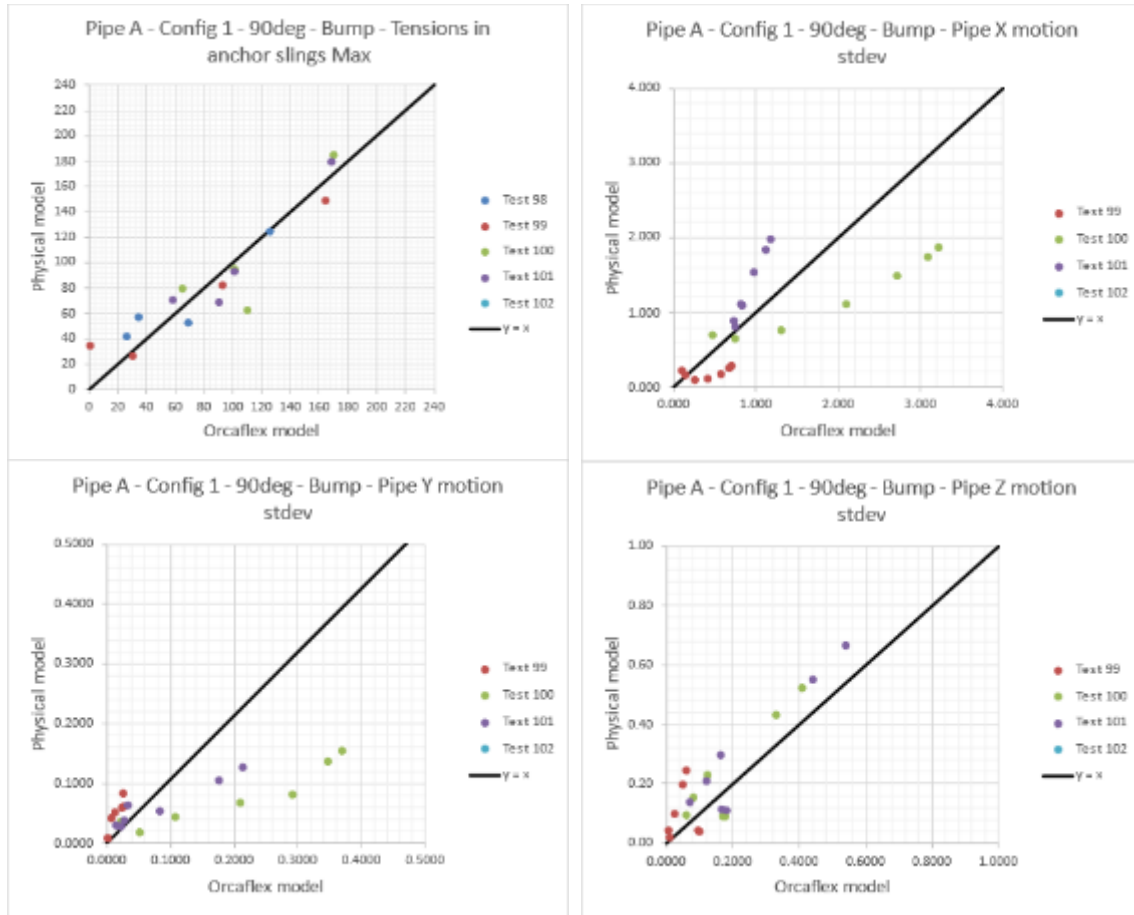 Pipe A - Config 1 - 90deg - Bump - Tensions in
anchor slings Max
240
220
200
180
160
140
120
100
80
60
40
20
0
0 20 40 60 80 100 120 140 160 180 200 220 240
Physical model
Orcaflex model
Test 98
Test 99
Test 100
Test 101
Test 102
y = x
Pipe A - Config 1 - 90deg - Bump - Pipe X motion
stdev
4.000
3.000
2.000
1.000
0.000
0.000 1.000 2.000 3.000 4.000
Physical model
Orcaflex model
Test 99
Test 100
Test 101
Test 102
y = x
Pipe A - Config 1 - 90deg - Bump - Pipe Y motion
stdev
0.5000
0.4000
0.3000
0.2000
0.1000
0.0000
0.0000 0.1000 0.2000 0.3000 0.4000 0.5000
Physical model
Orcaflex model
Test 99
Test 100
Test 101
Test 102
y = x
Pipe A - Config 1 - 90deg - Bump - Pipe Z motion
stdev
1.00
0.80
0.60
0.40
0.20
0.00
0.0000 0.2000 0.4000 0.6000 0.8000 1.0000
Physical model
Orcaflex model
Test 99
Test 100
Test 101
Test 102
y = x